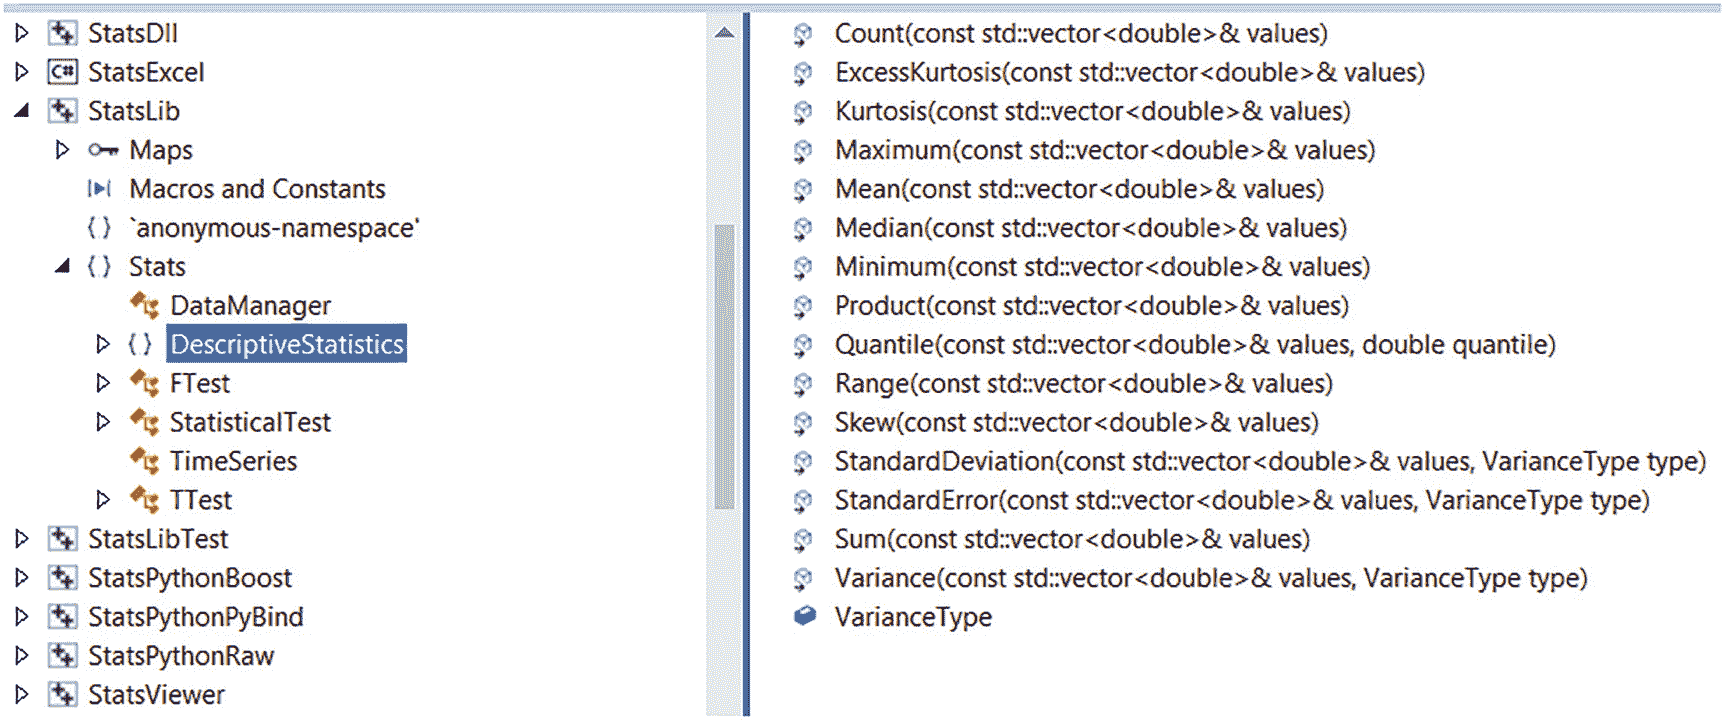 StatsDll
C# StatsExcel
StatsLib
Maps
Macros and Constants
{ } `anonymous-namespace'
{ } Stats
DataManager
{ } DescriptiveStatistics
FTest
StatisticalTest
TimeSeries
TTest
StatsLibTest
StatsPythonBoost
StatsPythonPyBind
StatsPythonRaw
StatsViewer
Count(const std::vector<double>& values)
ExcessKurtosis(const std::vector<double>& values)
Kurtosis(const std::vector<double>& values)
Maximum(const std::vector<double>& values)
Mean(const std::vector<double>& values)
Median(const std::vector<double>& values)
Minimum(const std::vector<double>& values)
Product(const std::vector<double>& values)
Quantile(const std::vector<double>& values, double quantile)
Range(const std::vector<double>& values)
Skew(const std::vector<double>& values)
StandardDeviation(const std::vector<double>& values, VarianceType type)
StandardError(const std::vector<double>& values, VarianceType type)
Sum(const std::vector<double>& values)
Variance(const std::vector<double>& values, VarianceType type)
VarianceType